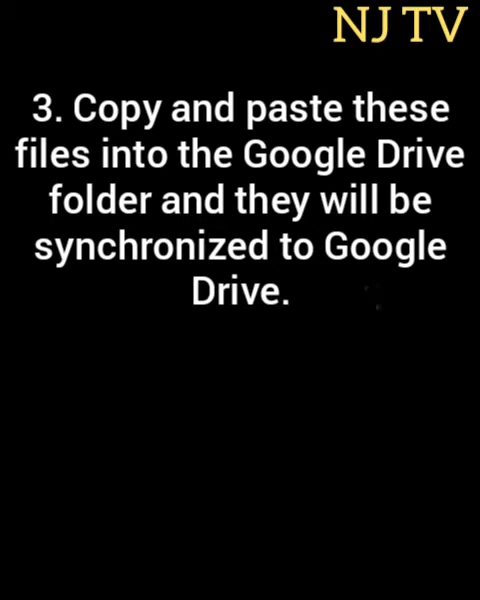 NJ TV
3. Copy and paste these
files into the Google Drive
folder and they will be
synchronized to Google
Drive.